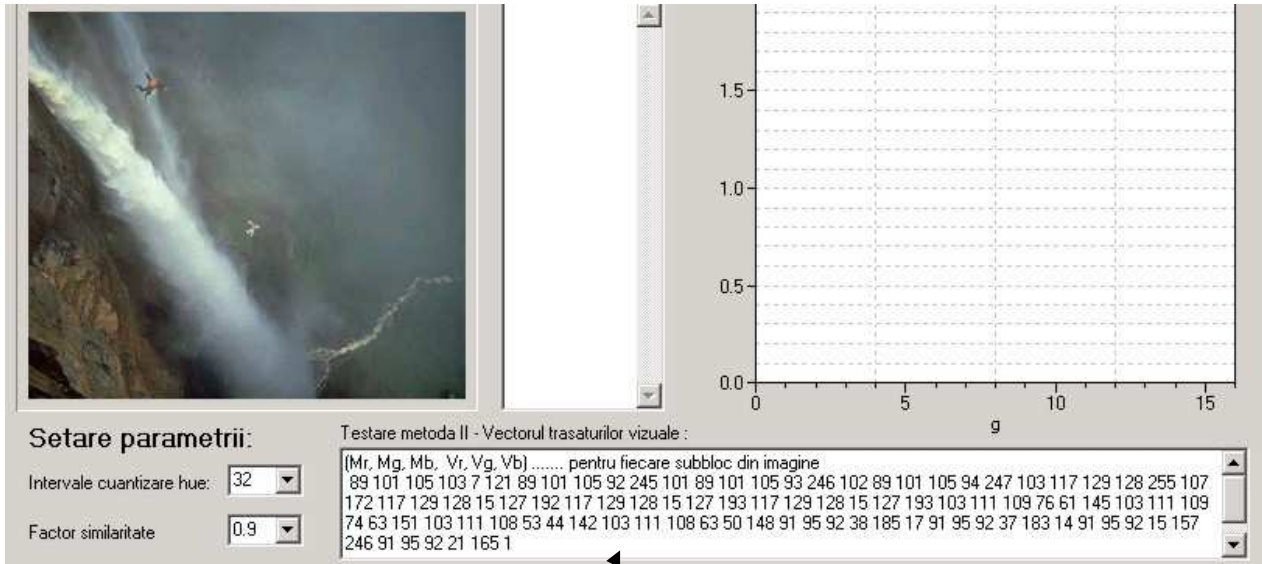 1.5
1.0
0.5
0.0
0 5 10 15
g
Setare parametrii:
Intervale cuantizare hue: 32
Factor similaritate 0.9
Testare metoda II - Vectorul trasaturilor vizuale :
(Mr, Mg, Mb, Vr, Vg, Vb) ....... pentru fiecare subbloc din imagine
89 101 105 103 7 121 89 101 105 92 245 101 89 101 105 93 246 102 89 101 105 94 247 103 117 129 128 255 107
172 117 129 128 15 127 192 117 129 128 15 127 193 117 129 128 15 127 193 103 111 109 76 61 145 103 111 109
74 63 151 103 111 108 53 44 142 103 111 108 63 50 148 91 95 92 38 185 17 91 95 92 37 183 14 91 95 92 15 157
246 91 95 92 21 165 1